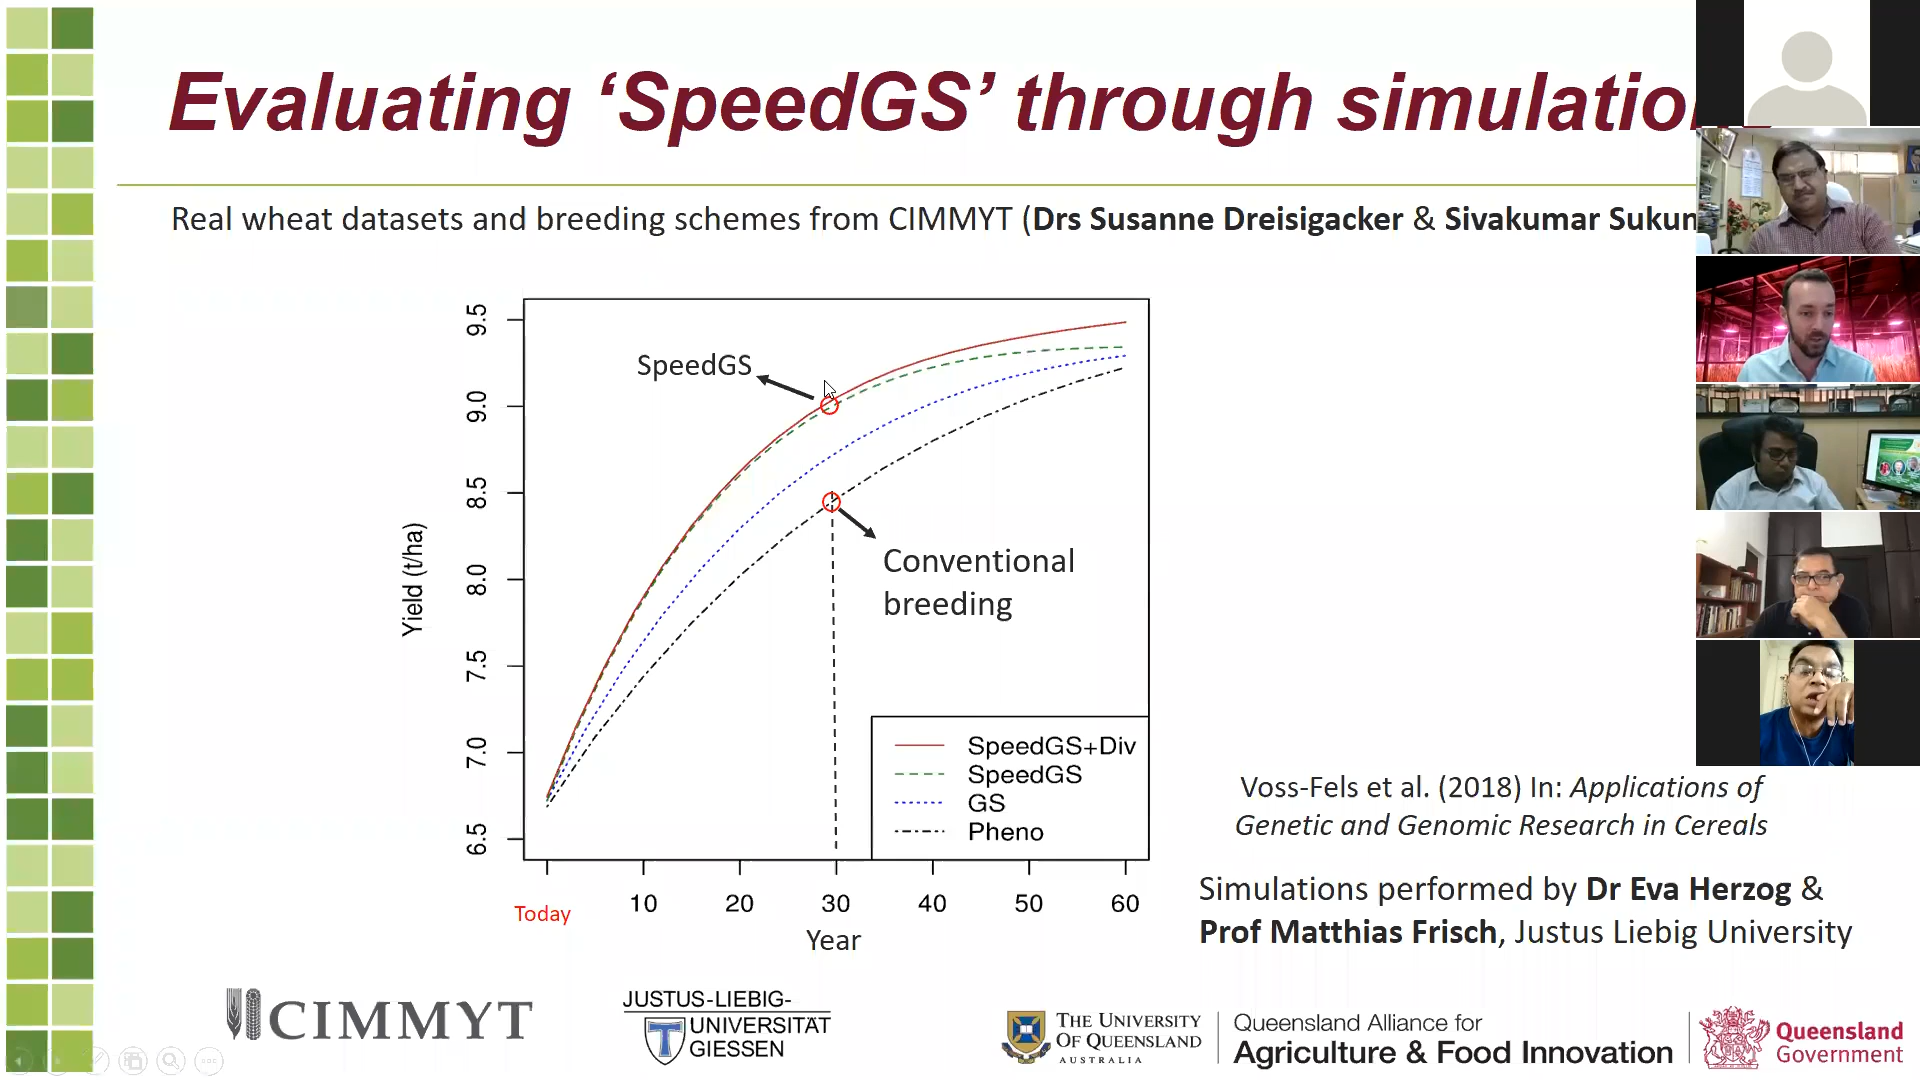 Evaluating ‘SpeedGS’ through simulation
Real wheat datasets and breeding schemes from CIMMYT (Drs Susanne Dreisigacker & Sivakumar
9.5
9.0
8.5
8.0
7.5
7.0
6.5
Yield (t/ha)
SpeedGS
Conventional
breeding
SpeedGS+Div
SpeedGS
GS
Pheno
Today
10
20
30
40
50
60
Year
Voss-Fels et al. (2018) In: Applications of
Genetic and Genomic Research in Cereals
Simulations performed by Dr Eva Herzog &
Prof Matthias Frisch, Justus Liebig University
CIMMYT
JUSTUS-LIEBIG-
UNIVERSITÄT
GIESSEN
THE UNIVERSITY
OF QUEENSLAND
AUSTRALIA
Queensland Alliance for
Agriculture & Food Innovation
Queensland
Government